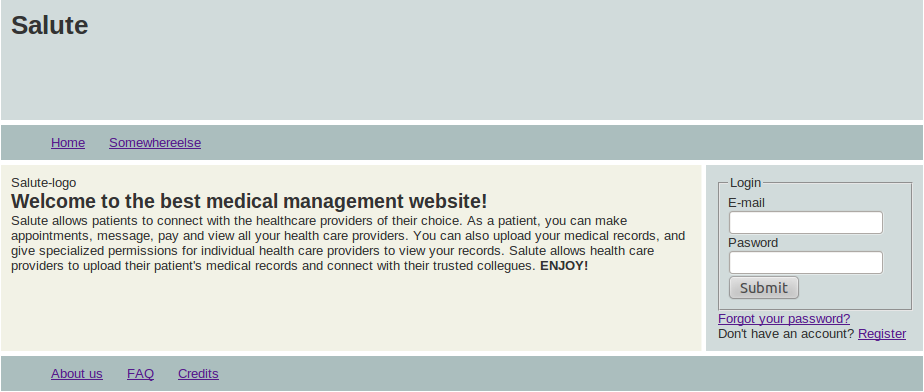 Salute
Home Somewhereelse
Salute-logo
Welcome to the best medical management website!
Salute allows patients to connect with the healthcare providers of their choice. As a patient, you can make
appointments, message, pay and view all your health care providers. You can also upload your medical records, and
give specialized permissions for individual health care providers to view your records. Salute allows health care
providers to upload their patient's medical records and connect with their trusted collegues. ENJOY!
Login
E-mail
Pasword
Submit
Forgot your password?
Don't have an account? Register
About us FAQ Credits